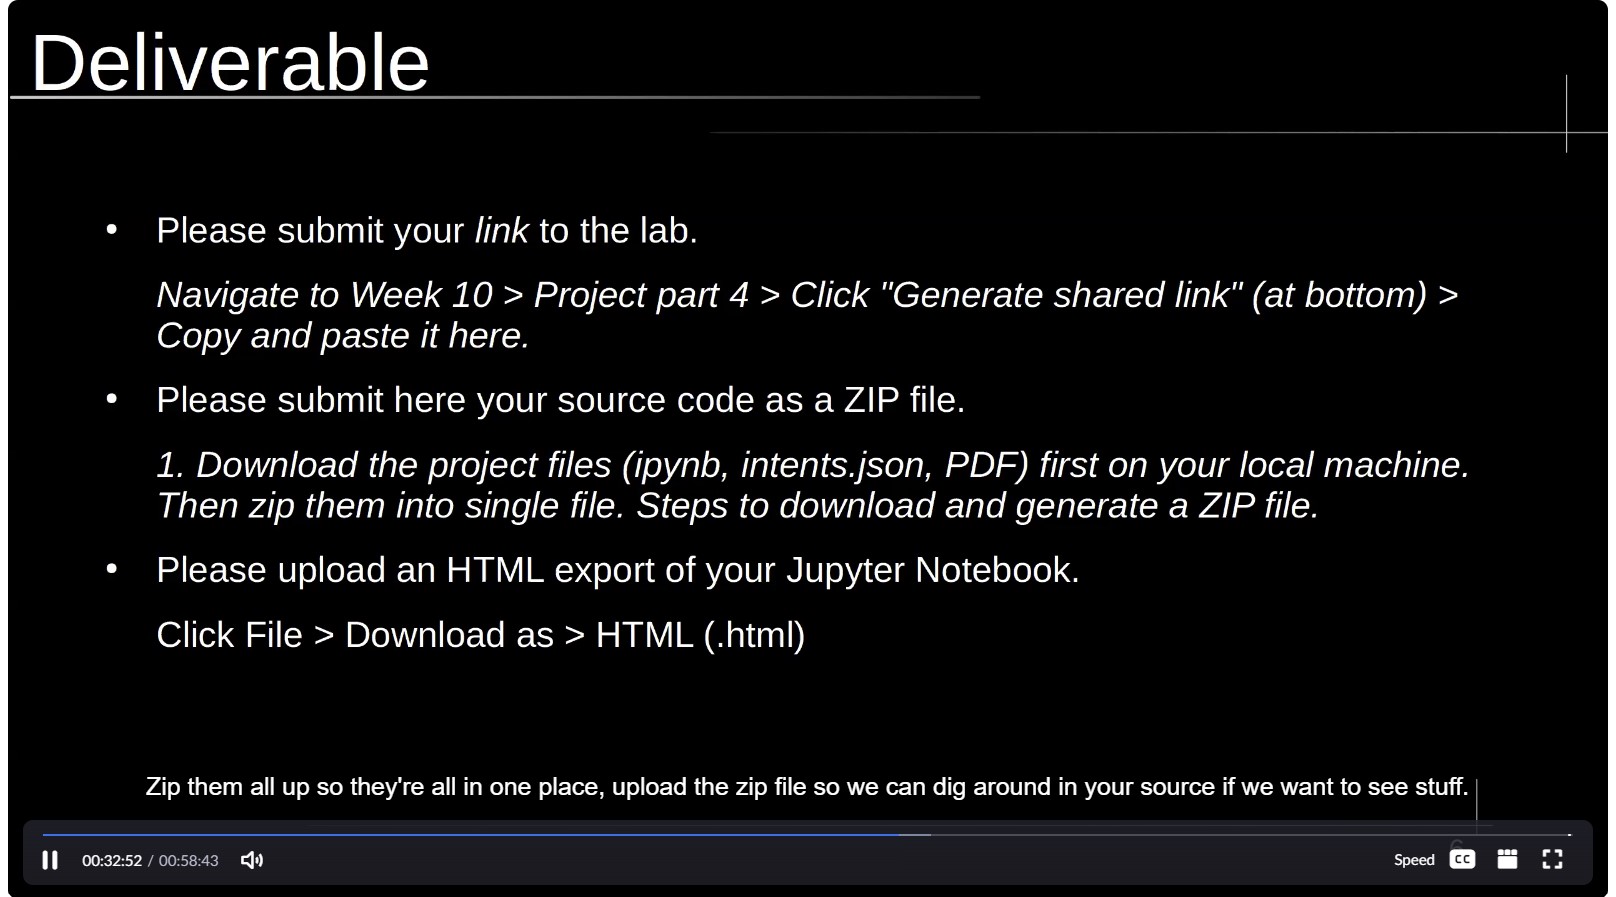 Deliverable
• Please submit your link to the lab.
Navigate to Week 10 > Project part 4 > Click "Generate shared link" (at bottom) >
Copy and paste it here.
• Please submit here your source code as a ZIP file.
1. Download the project files (ipynb, intents.json, PDF) first on your local machine.
Then zip them into single file. Steps to download and generate a ZIP file.
• Please upload an HTML export of your Jupyter Notebook.
Click File > Download as > HTML (.html)
Zip them all up so they're all in one place, upload the zip file so we can dig around in your source if we want to see stuff.
00:32:52 / 00:58:43 Speed CC